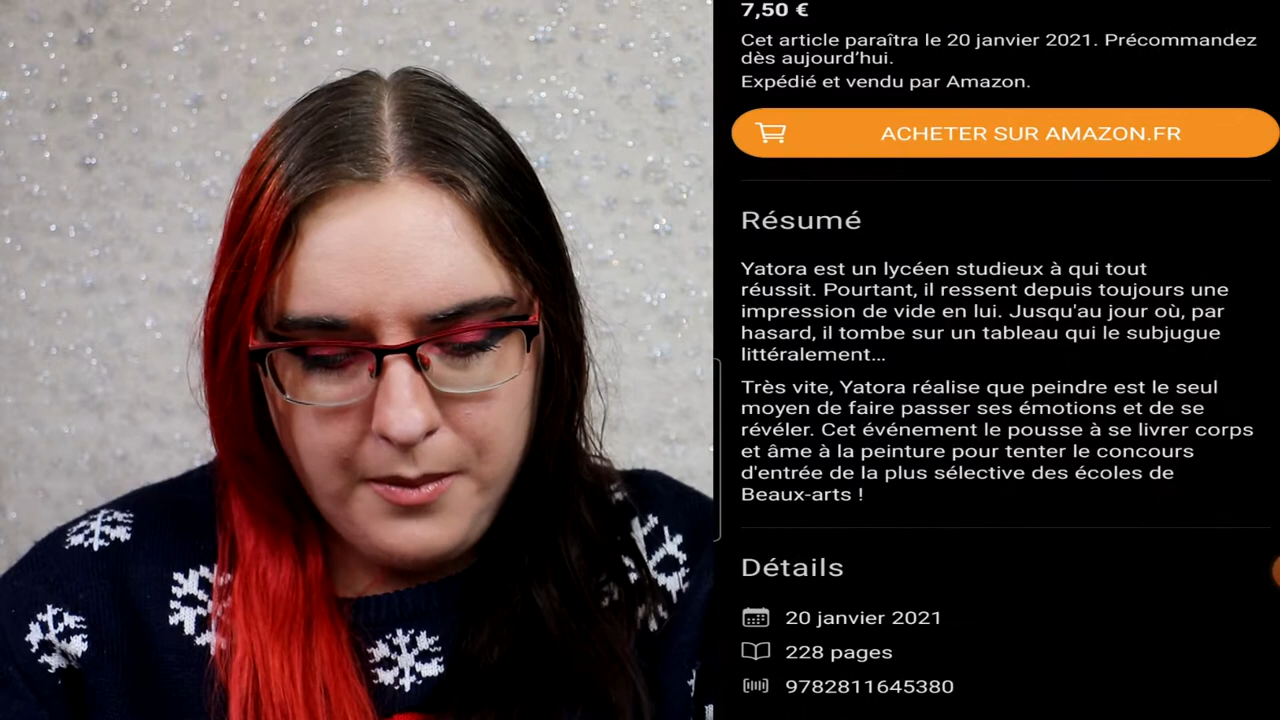 7,50 €
Cet article paraîtra le 20 janvier 2021. Précommandez
dès aujourd'hui.
Expédié et vendu par Amazon.
ACHETER SUR AMAZON.FR
Résumé
Yatora est un lycéen studieux à qui tout
réussit. Pourtant, il ressent depuis toujours une
impression de vide en lui. Jusqu'au jour où, par
hasard, il tombe sur un tableau qui le subjugue
littéralement...
Très vite, Yatora réalise que peindre est le seul
moyen de faire passer ses émotions et de se
révéler. Cet événement le pousse à se livrer corps
et âme à la peinture pour tenter le concours
d'entrée de la plus sélective des écoles de
Beaux-arts !
Détails
20 janvier 2021
228 pages
9782811645380